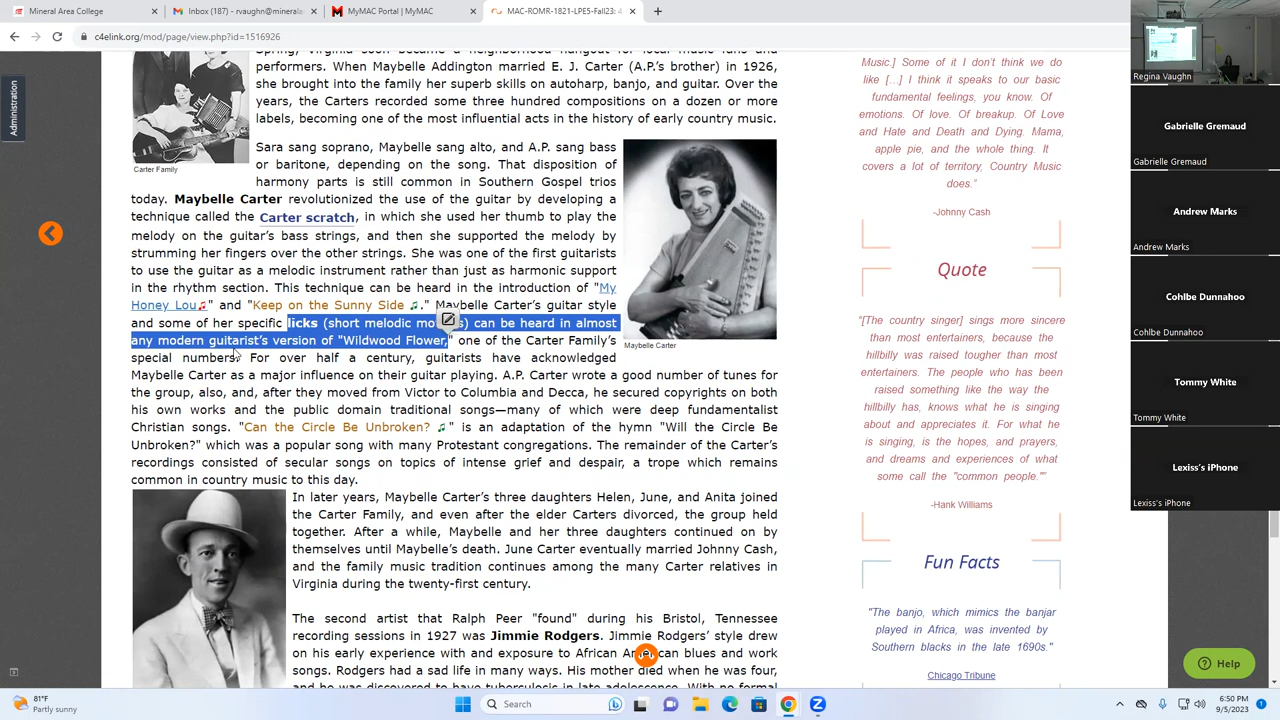 Mineral Area College
Inbox (187) - rvaughn@mineral
MyMAC Portal | MyMAC
MAC-ROMR-1821-LPE5-Fall23: 4
c4elink.org/mod/page/view.php?id=1516926
Administration
performers. When Maybelle Addington married E. J. Carter (A.P.'s brother) in 1926,
she brought into the family her superb skills on autoharp, banjo, and guitar. Over the
years, the Carters recorded some three hundred compositions on a dozen or more
labels, becoming one of the most influential acts in the history of early country music.
Carter Family
Sara sang soprano, Maybelle sang alto, and A.P. sang bass
or baritone, depending on the song. That disposition of
harmony parts is still common in Southern Gospel trios
today. Maybelle Carter revolutionized the use of the guitar by developing a
technique called the Carter scratch, in which she used her thumb to play the
melody on the guitar's bass strings, and then she supported the melody by
strumming her fingers over the other strings. She was one of the first guitarists
to use the guitar as a melodic instrument rather than just as harmonic support
in the rhythm section. This technique can be heard in the introduction of "My
Honey Lou" and "Keep on the Sunny Side ." Maybelle Carter's guitar style
and some of her specific licks (short melodic mo s) can be heard in almost
any modern guitarist's version of "Wildwood Flower," one of the Carter Family's
special numbers. For over half a century, guitarists have acknowledged
Maybelle Carter
Maybelle Carter as a major influence on their guitar playing. A.P. Carter wrote a good number of tunes for
the group, also, and, after they moved from Victor to Columbia and Decca, he secured copyrights on both
his own works and the public domain traditional songs—many of which were deep fundamentalist
Christian songs. "Can the Circle Be Unbroken? " is an adaptation of the hymn "Will the Circle Be
Unbroken?" which was a popular song with many Protestant congregations. The remainder of the Carter's
recordings consisted of secular songs on topics of intense grief and despair, a trope which remains
common in country music to this day.
In later years, Maybelle Carter's three daughters Helen, June, and Anita joined
the Carter Family, and even after the elder Carters divorced, the group held
together. After a while, Maybelle and her three daughters continued on by
themselves until Maybelle's death. June Carter eventually married Johnny Cash,
and the family music tradition continues among the many Carter relatives in
Virginia during the twenty-first century.
The second artist that Ralph Peer "found" during his Bristol, Tennessee
recording sessions in 1927 was Jimmie Rodgers. Jimmie Rodgers' style drew
on his hobby experience with and exposure to African American blues and work
songs. Rodgers had a sad life in many ways. His mother died when he was four,
Music.] Some of it I don't think we do
like [...] I think it speaks to our basic
fundamental feelings, you know. Of
emotions. Of love. Of breakup. Of Love
and Hate and Death and Dying. Mama,
apple pie, and the whole thing. It
covers a lot of territory, Country Music
does."
-Johnny Cash
Quote
"[The country singer] sings more sincere
than most entertainers, because the
hillbilly was raised tougher than most
entertainers. The people who has been
raised something like the way the
hillbilly has, knows what he is singing
about and appreciates it. For what he
is singing, is the hopes, and prayers,
and dreams and experiences of what
some call the "common people.""
-Hank Williams
Fun Facts
"The banjo, which mimics the banjar
played in Africa, was invented by
Southern blacks in the late 1690s."
Chicago Tribune
Regina Vaughn
Gabrielle Gremaud
Gabrielle Gremaud
Andrew Marks
Andrew Marks
Cohlbe Dunnahoo
Cohlbe Dunnahoo
Tommy White
Tommy White
Lexiss's iPhone
Lexiss's iPhone
Help
81°F
Partly sunny
Search
6:50 PM
9/5/2023